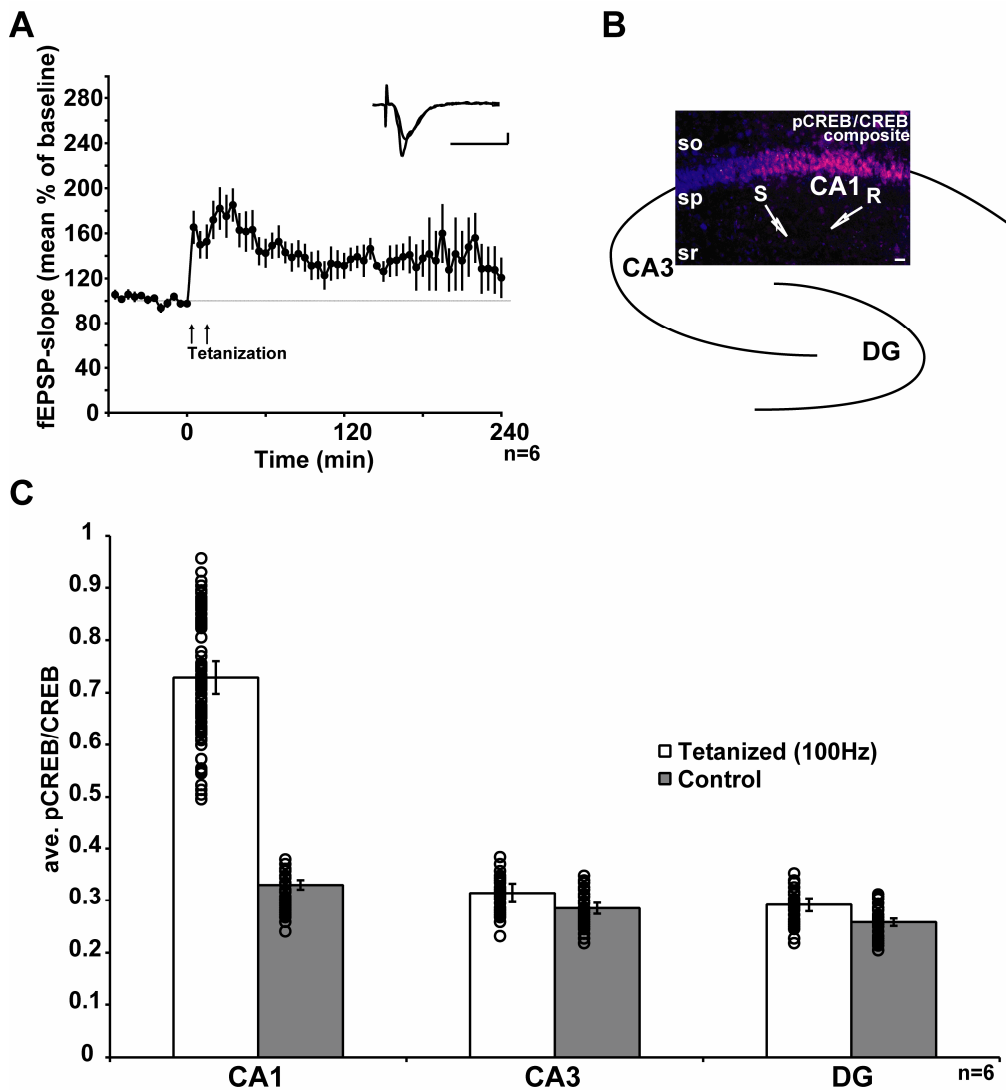 A
fEPSP-slope (mean % of baseline)
280
240
200
160
120
80
40
0
Tetanization
0
120
240
Time (min)
n=6
B
pCREB/CREB
composite
so
sp
sr
S
CA1
R
CA3
DG
C
ave. pCREB/CREB
1
0.9
0.8
0.7
0.6
0.5
0.4
0.3
0.2
0.1
0
Tetanized (100Hz)
Control
CA1
CA3
DG
n=6